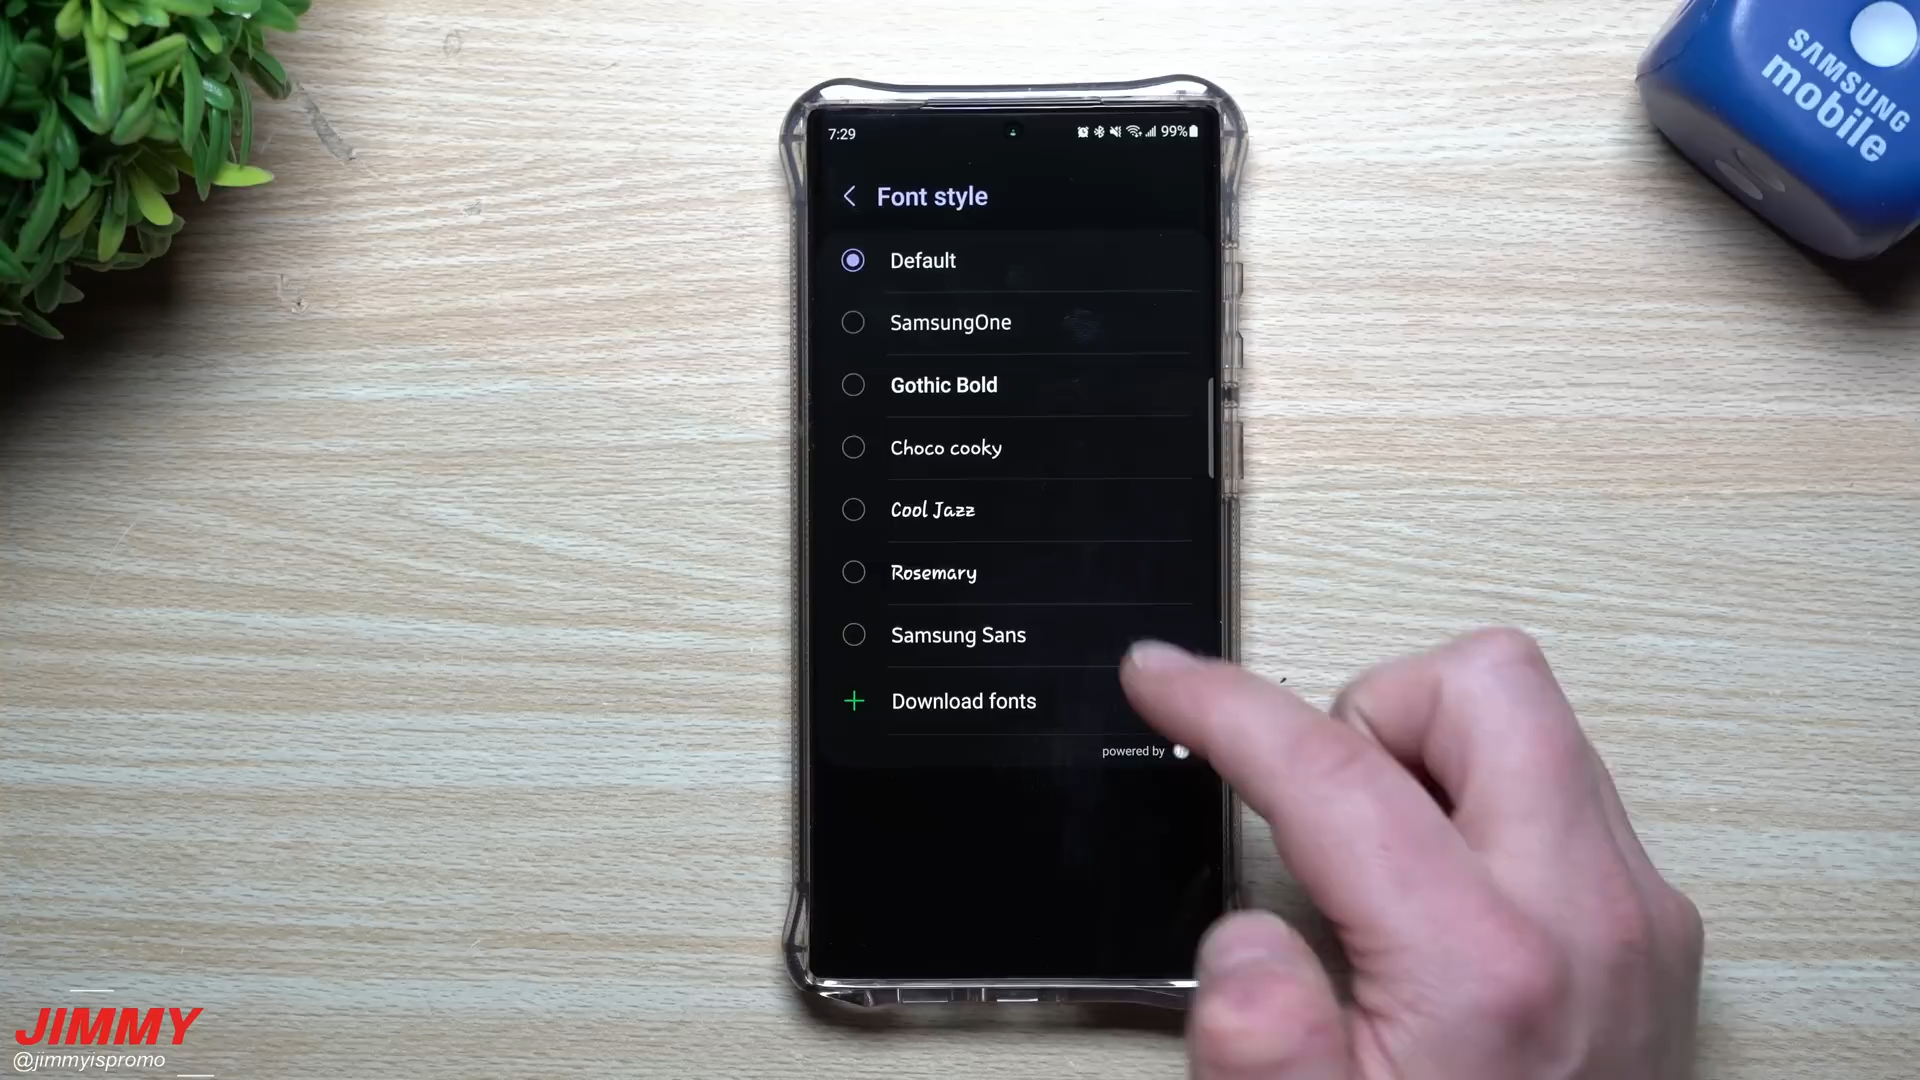 SAMSUNG
mobile
7:29
99%
Font style
Default
SamsungOne
Gothic Bold
Choco cooky
Cool Jazz
Rosemary
Samsung Sans
Download fonts
powered by
JIMMY
@jimmyispromo